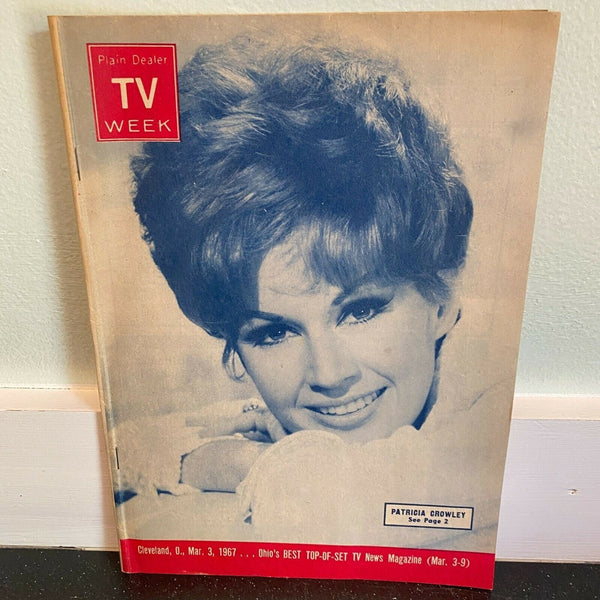 Plain Dealer
TV
WEEK
PATRICIA CROWLEY
See Page 2
Cleveland, O., Mar. 3, 1967 . . . Ohio's BEST TOP-OF-SET TV News Magazine (Mar. 3-9)